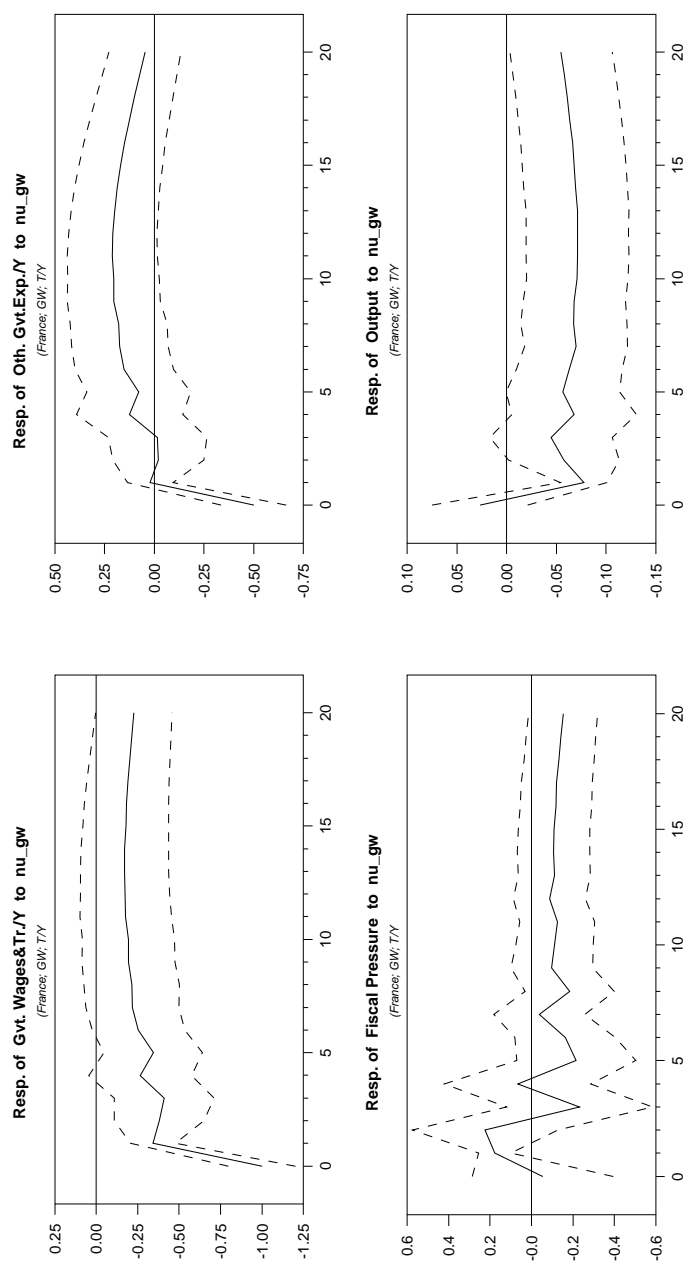 Resp. of Gvt. Wages&Tr./Y to nu_gw
(France; GW; T/Y
0.25
0.00
-0.25
-0.50
-0.75
-1.00
-1.25
0 5 10 15 20
Resp. of Oth. Gvt.Exp./Y to nu_gw
(France; GW; T/Y
0.50
0.25
0.00
-0.25
-0.50
-0.75
0 5 10 15 20
Resp. of Fiscal Pressure to nu_gw
(France; GW; T/Y
0.6
0.4
0.2
-0.0
-0.2
-0.4
-0.6
0 5 10 15 20
Resp. of Output to nu_gw
(France; GW; T/Y
0.10
0.05
0.00
-0.05
-0.10
-0.15
0 5 10 15 20